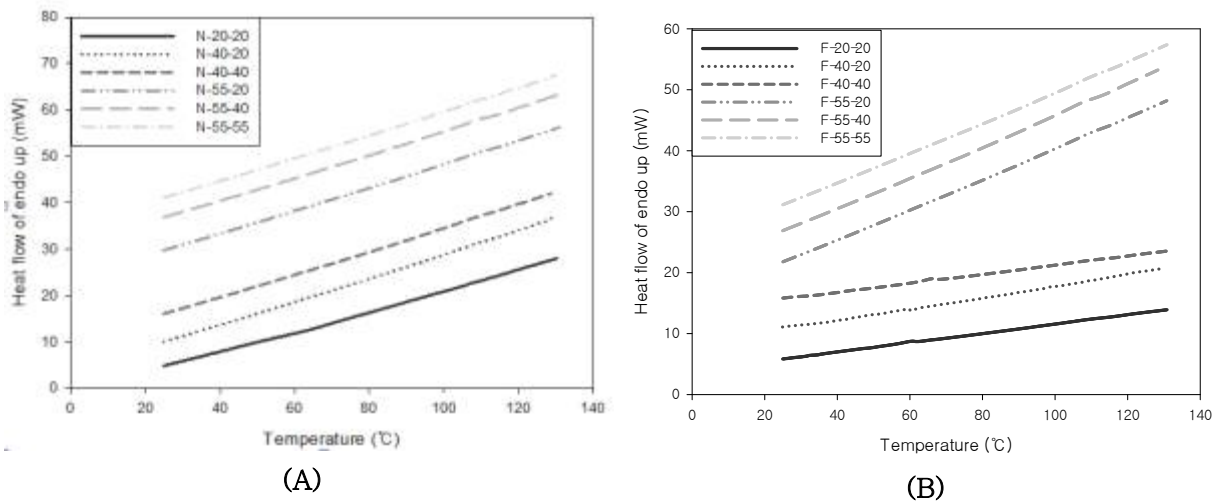 80
70
60
50
40
30
20
10
0
0 20 40 60 80 100 120 140
Heat flow of endo up (mW)
Temperature (℃)
N-20-20
N-40-20
N-40-40
N-55-20
N-55-40
N-55-55
(A)
60
50
40
30
20
10
0
0 20 40 60 80 100 120 140
Heat flow of endo up (mW)
Temperature (℃)
F-20-20
F-40-20
F-40-40
F-55-20
F-55-40
F-55-55
(B)